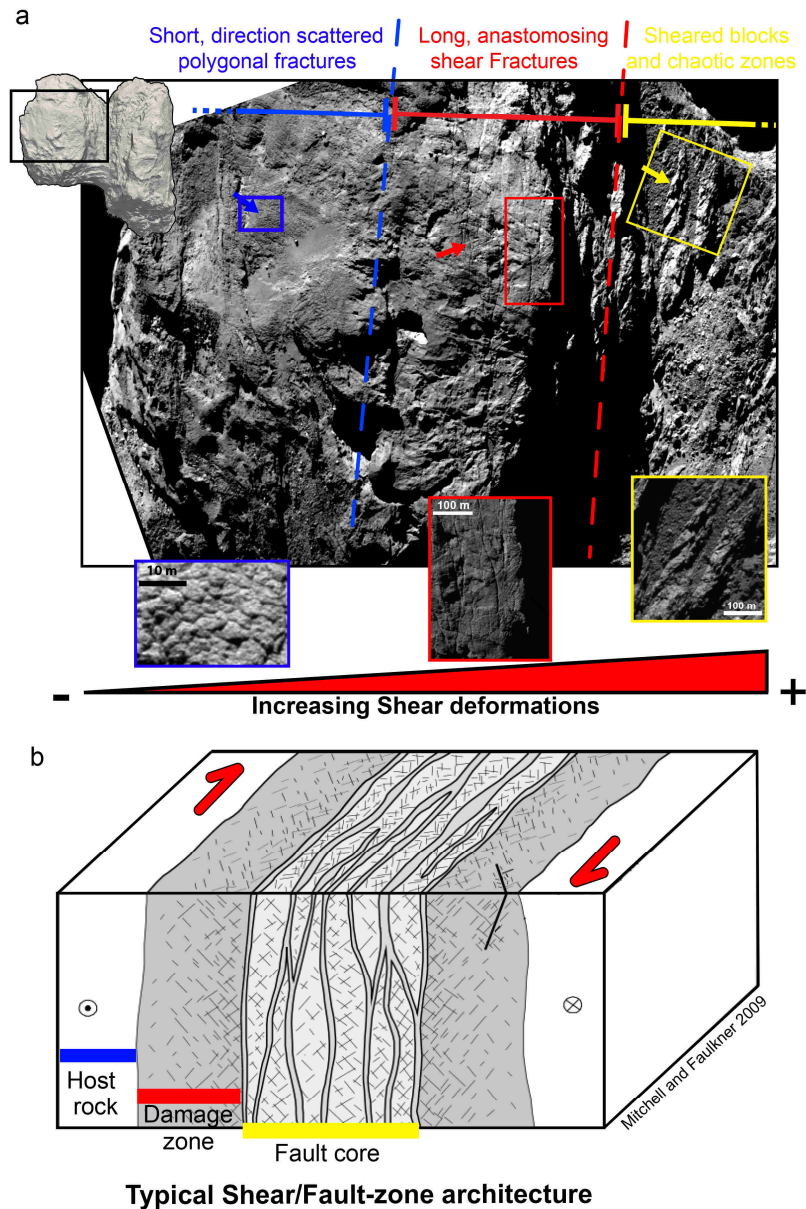 a
Short, direction scattered
polygonal fractures
Long, anastomosing
shear Fractures
Sheared blocks
and chaotic zones
10 m
100 m
100 m
-
+
Increasing Shear deformations
b
Host
rock
Damage
zone
Fault core
Mitchell and Faulkner 2009
Typical Shear/Fault-zone architecture